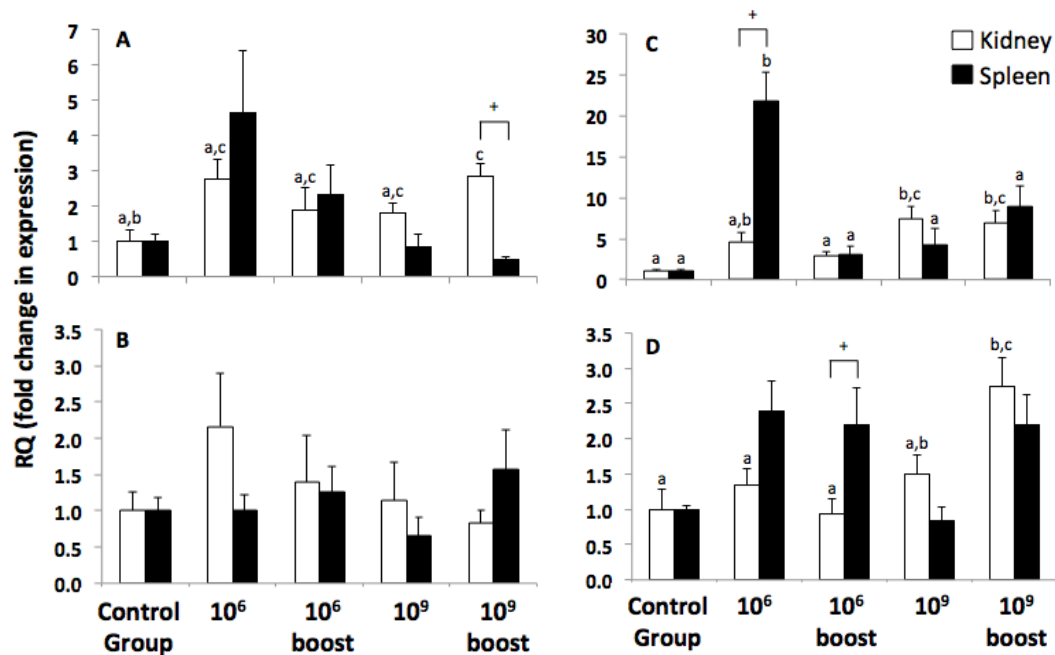 RQ (fold change in expression)
A
7
6
5
4
3
2
1
0
a,b
a,c
a,c
a,c
+
c
B
3.5
3.0
2.5
2.0
1.5
1.0
0.5
0.0
Control Group
10⁶
10⁶ boost
10⁹
10⁹ boost
C
30
25
20
15
10
5
0
a
a
a,b
+
b
a
a
b,c
a
b,c
a
Kidney
Spleen
D
3.5
3.0
2.5
2.0
1.5
1.0
0.5
0.0
a
a
a
+
a,b
b,c
Control Group
10⁶
10⁶ boost
10⁹
10⁹ boost